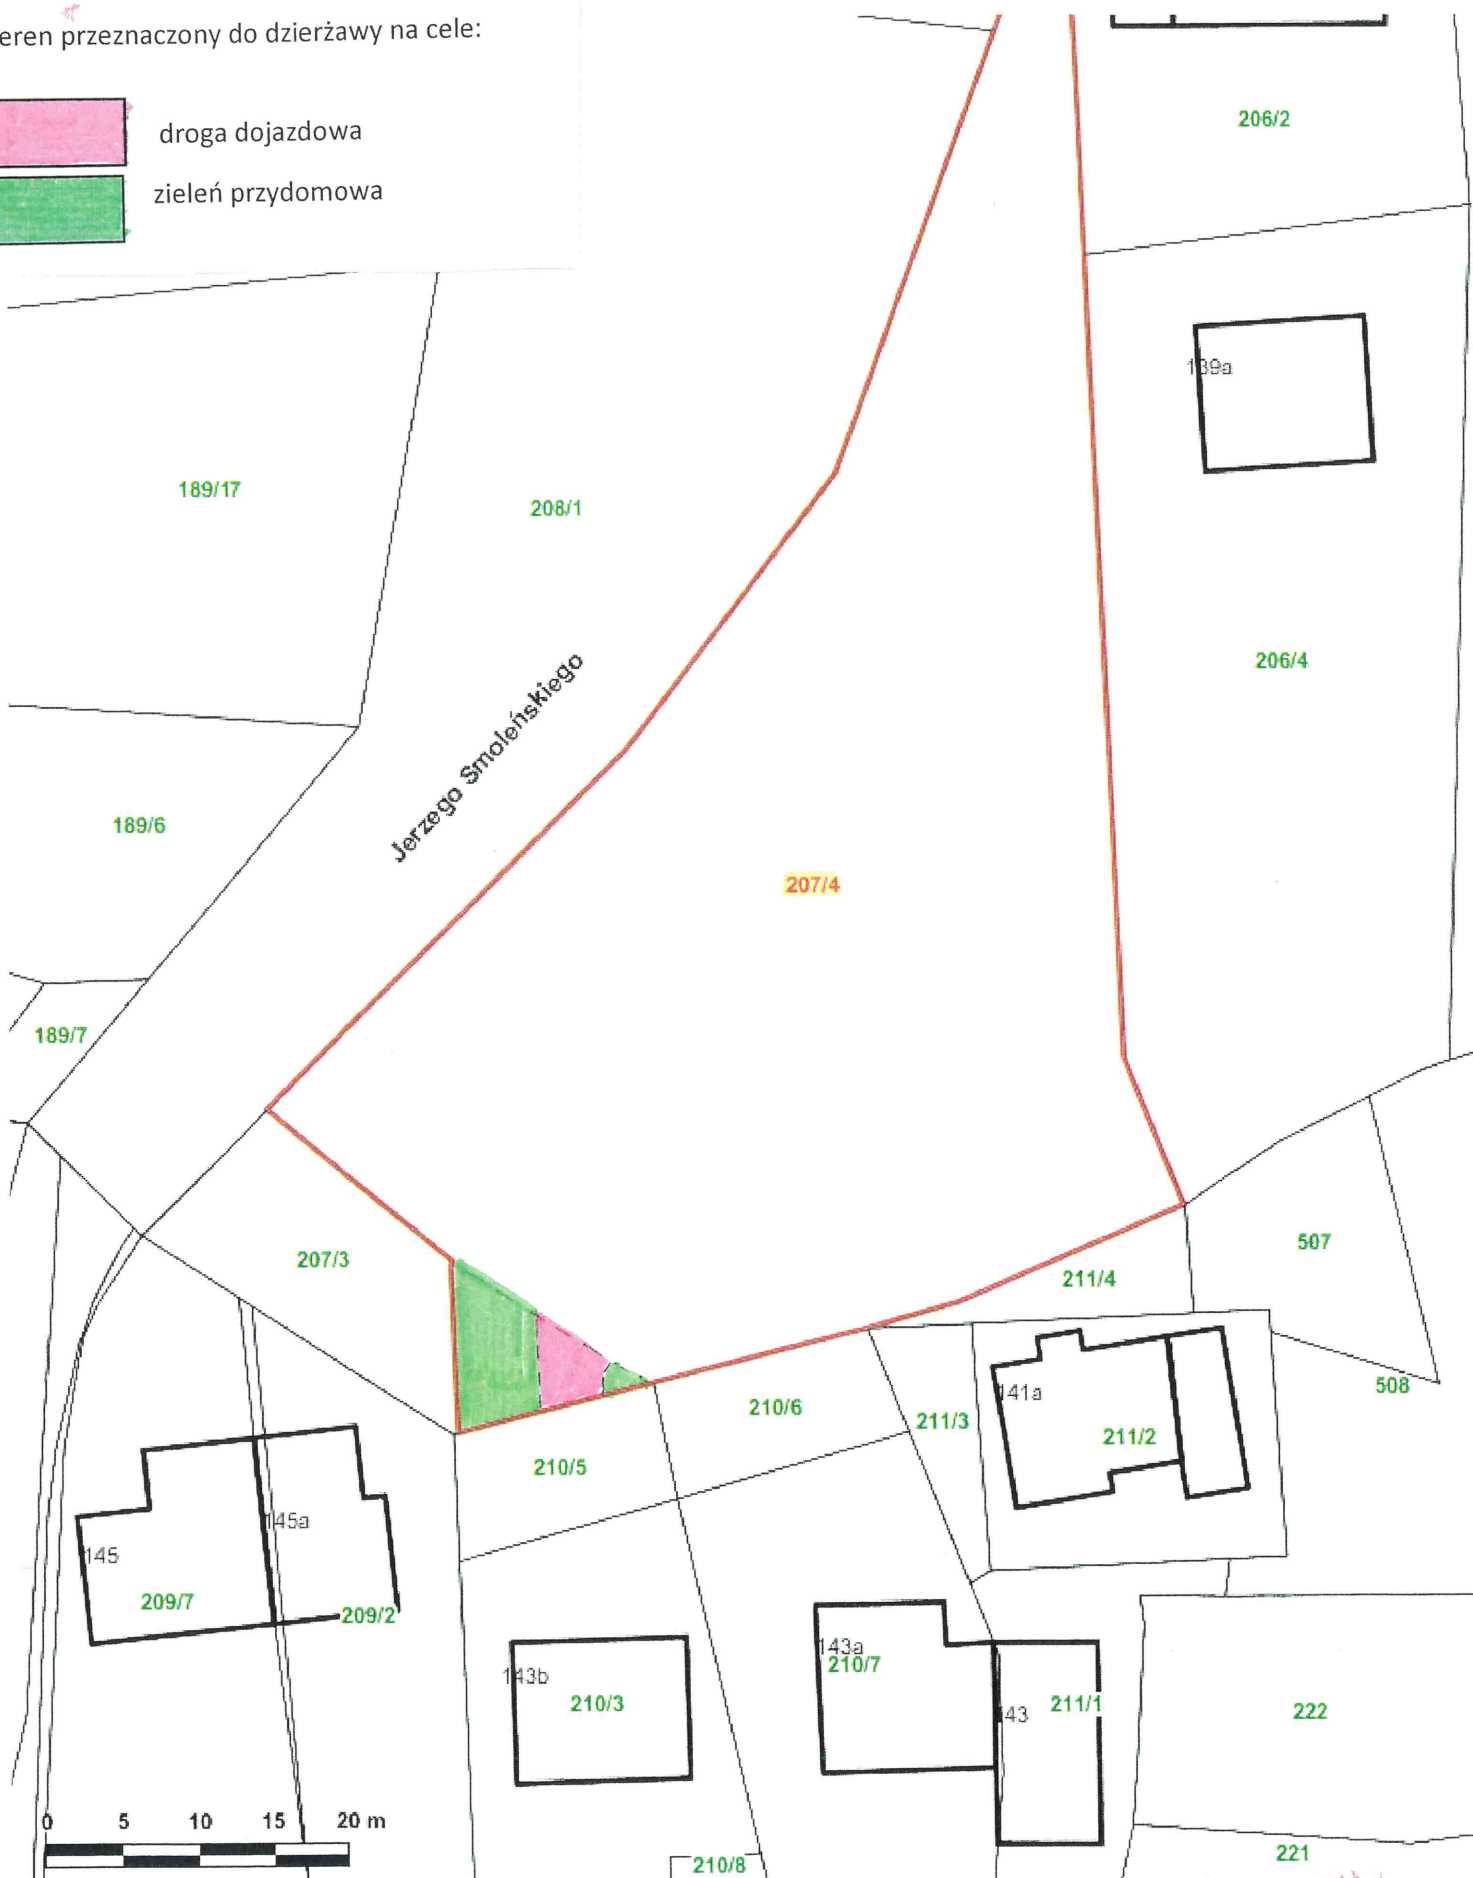 eren przeznaczony do dzierżawy na cele:
droga dojazdowa
zieleń przydomowa
206/2
139a
189/17
208/1
206/4
Jerzego Smoleńskiego
189/6
207/4
189/7
207/3
507
211/4
508
141a
210/6
211/3
211/2
210/5
145a
145
209/7
209/2
143a
210/7
143b
210/3
143
211/1
222
0 5 10 15 20 m
221
210/8